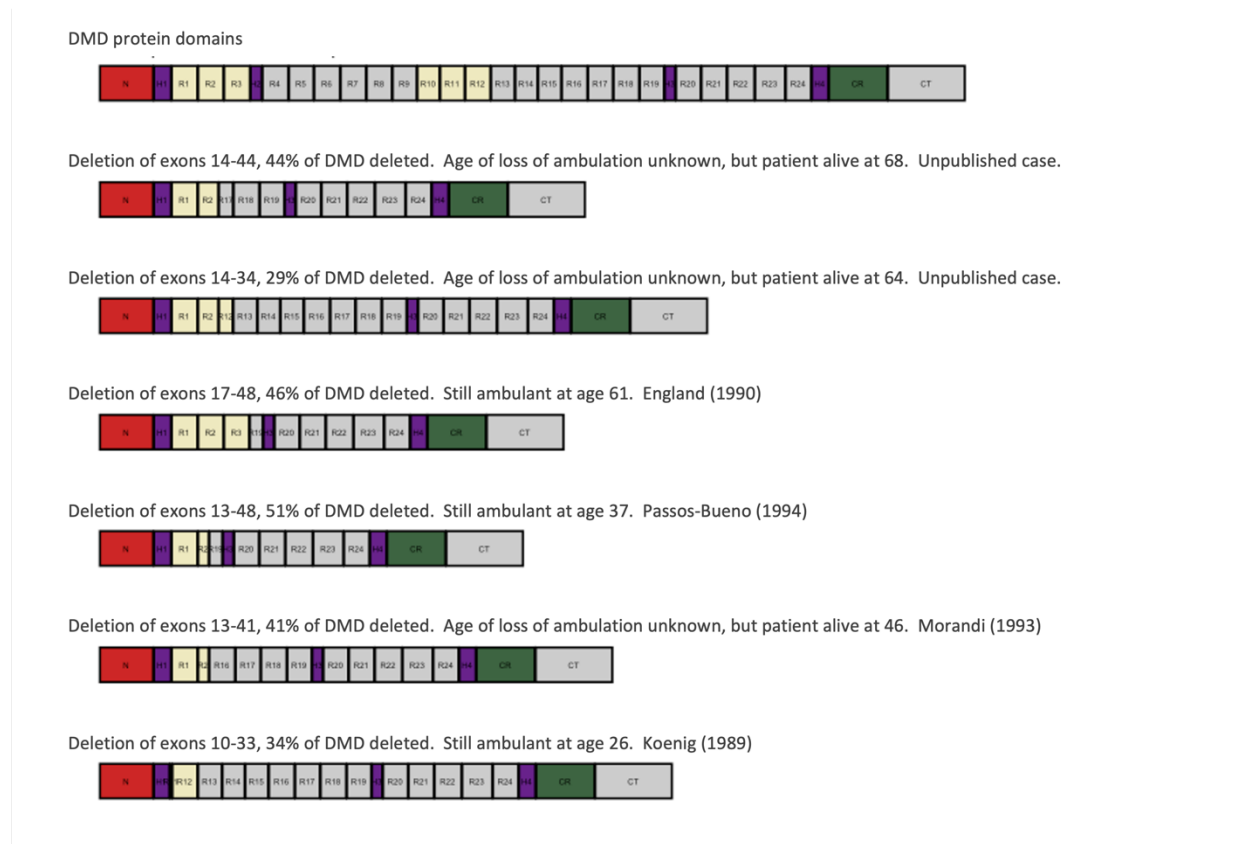 DMD protein domains
N H1 R1 R2 R3 H2 R4 R5 R6 R7 R8 R9 R10 R11 R12 R13 R14 R15 R16 R17 R18 R19 H3 R20 R21 R22 R23 R24 H4 CR CT
Deletion of exons 14-44, 44% of DMD deleted. Age of loss of ambulation unknown, but patient alive at 68. Unpublished case.
N H1 R1 R2 R17 R18 R19 H3 R20 R21 R22 R23 R24 H4 CR CT
Deletion of exons 14-34, 29% of DMD deleted. Age of loss of ambulation unknown, but patient alive at 64. Unpublished case.
N H1 R1 R2 R12 R13 R14 R15 R16 R17 R18 R19 H3 R20 R21 R22 R23 R24 H4 CR CT
Deletion of exons 17-48, 46% of DMD deleted. Still ambulant at age 61. England (1990)
N H1 R1 R2 R3 R19 H3 R20 R21 R22 R23 R24 H4 CR CT
Deletion of exons 13-48, 51% of DMD deleted. Still ambulant at age 37. Passos-Bueno (1994)
N H1 R1 R2 R19 H3 R20 R21 R22 R23 R24 H4 CR CT
Deletion of exons 13-41, 41% of DMD deleted. Age of loss of ambulation unknown, but patient alive at 46. Morandi (1993)
N H1 R1 R2 R16 R17 R18 R19 H3 R20 R21 R22 R23 R24 H4 CR CT
Deletion of exons 10-33, 34% of DMD deleted. Still ambulant at age 26. Koenig (1989)
N R12 R13 R14 R15 R16 R17 R18 R19 H3 R20 R21 R22 R23 R24 H4 CR CT